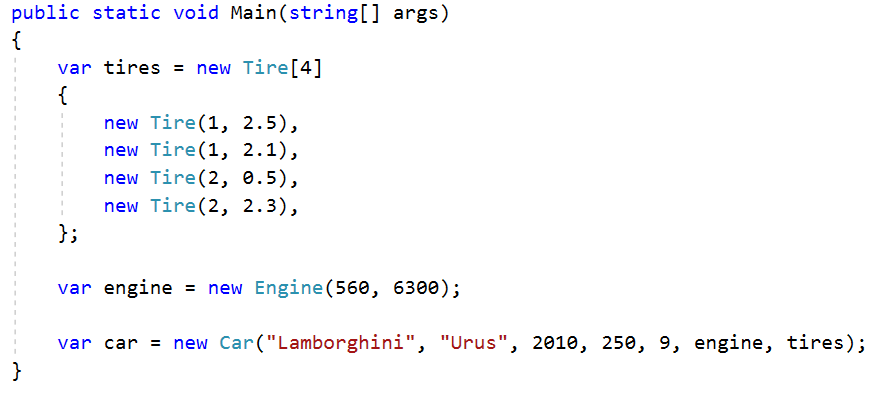 public static void Main(string[] args)
{
    var tires = new Tire[4]
    {
        new Tire(1, 2.5),
        new Tire(1, 2.1),
        new Tire(2, 0.5),
        new Tire(2, 2.3),
    };
    var engine = new Engine(560, 6300);
    var car = new Car("Lamborghini", "Urus", 2010, 250, 9, engine, tires);
}